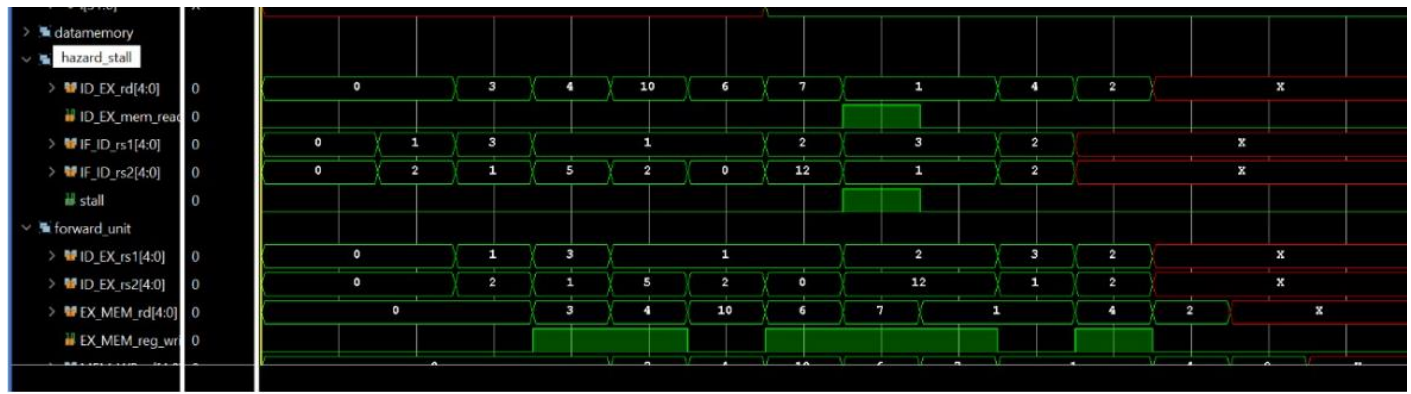 datamemory
hazard_stall
ID_EX_rd[4:0] 0 0 3 4 10 6 7 1 4 2 X
ID_EX_mem_read 0
IF_ID_rs1[4:0] 0 0 1 3 1 2 3 2 X
IF_ID_rs2[4:0] 0 0 2 1 5 2 0 12 1 2 X
stall 0
forward_unit
ID_EX_rs1[4:0] 0 0 1 3 1 2 3 2 X
ID_EX_rs2[4:0] 0 0 2 1 5 2 0 12 1 2 X
EX_MEM_rd[4:0] 0 0 3 4 10 6 7 1 4 2 X
EX_MEM_reg_wri 0